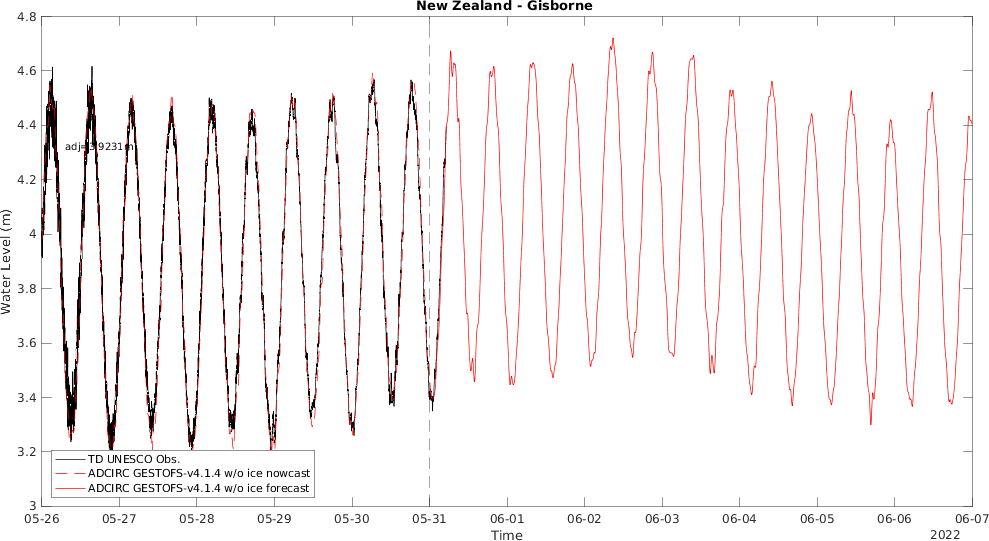 New Zealand - Gisborne
4.8
4.6
4.4
adj=3.9231m
4.2
4
3.8
3.6
3.4
3.2
3
Water Level (m)
TD UNESCO Obs.
ADCIRC GESTOFS-v4.1.4 w/o ice nowcast
ADCIRC GESTOFS-v4.1.4 w/o ice forecast
05-26 05-27 05-28 05-29 05-30 05-31 06-01 06-02 06-03 06-04 06-05 06-06 06-07
Time
2022